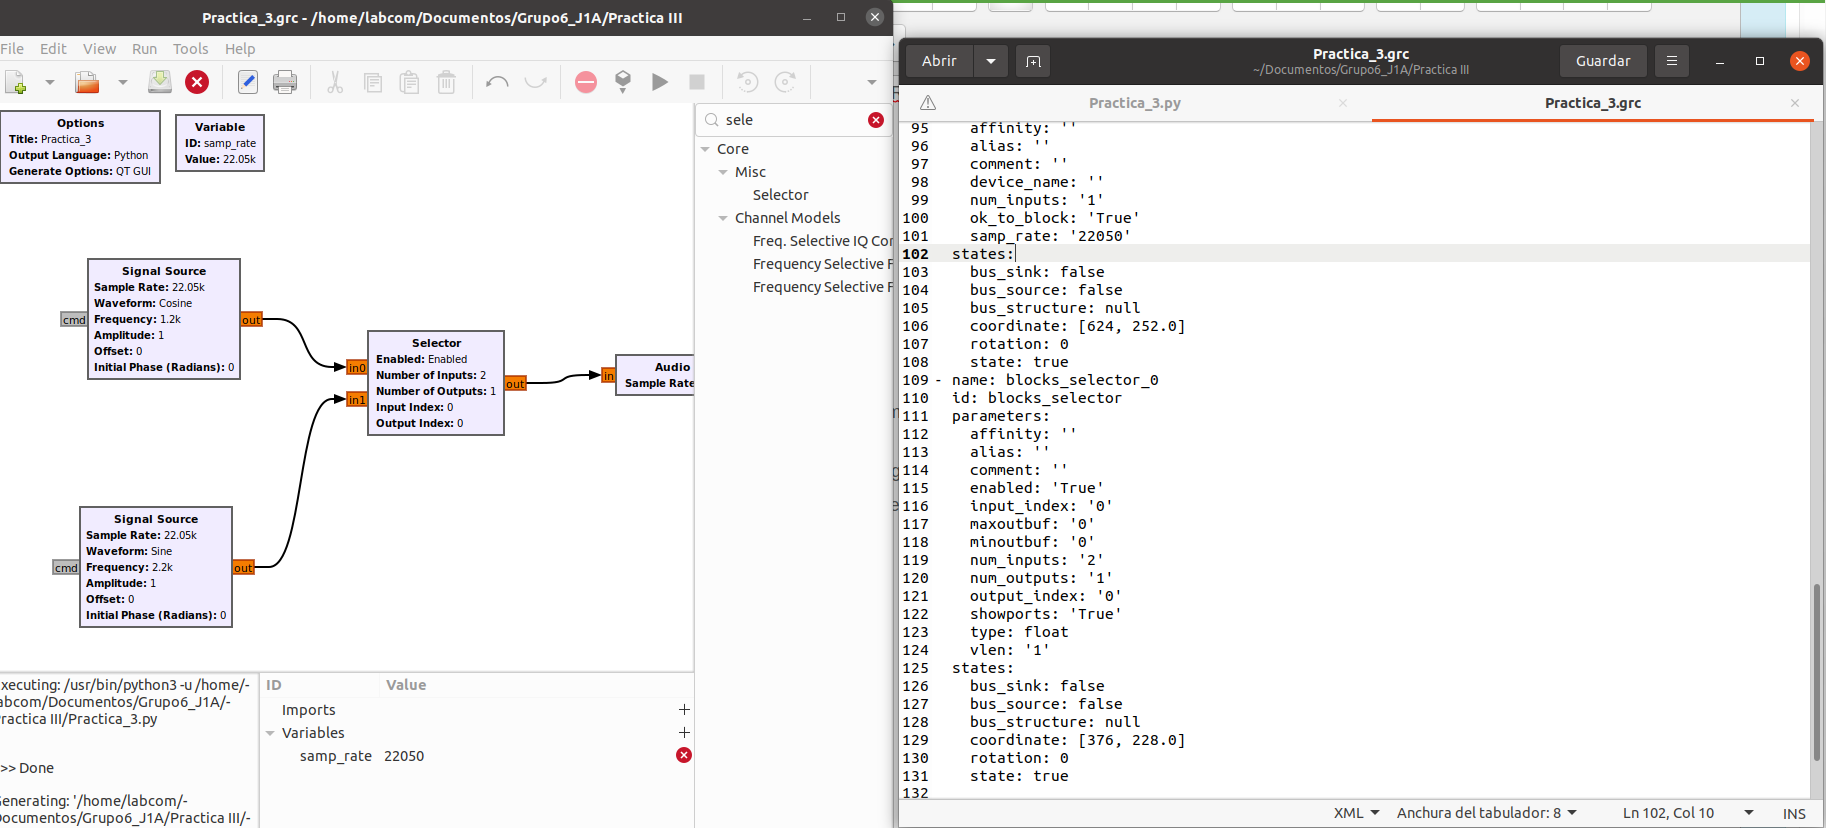 Practica_3.grc - /home/labcom/Documentos/Grupo6_J1A/Practica III
File Edit View Run Tools Help
Options
Title: Practica_3
Output Language: Python
Generate Options: QT GUI
Variable
ID: samp_rate
Value: 22.05k
Signal Source
Sample Rate: 22.05k
Waveform: Cosine
Frequency: 1.2k
Amplitude: 1
Offset: 0
Initial Phase (Radians): 0
cmd
out
Selector
Enabled: Enabled
Number of Inputs: 2
Number of Outputs: 1
Input Index: 0
Output Index: 0
in0
in1
out
Audio
Sample Rate
in
Signal Source
Sample Rate: 22.05k
Waveform: Sine
Frequency: 2.2k
Amplitude: 1
Offset: 0
Initial Phase (Radians): 0
cmd
out
sele
Core
Misc
Selector
Channel Models
Freq. Selective IQ Cor
Frequency Selective F
Frequency Selective F
xecuting: /usr/bin/python3 -u /home/-
abcom/Documentos/Grupo6_J1A/-
ractica III/Practica_3.py
>> Done
enerating: '/home/labcom/-
ocumentos/Grupo6_J1A/Practica III/-
ID Value
Imports
Variables
samp_rate 22050
Abrir
Practica_3.grc
~/Documentos/Grupo6_J1A/Practica III
Guardar
Practica_3.py
Practica_3.grc
95 affinity: ''
96 alias: ''
97 comment: ''
98 device_name: ''
99 num_inputs: '1'
100 ok_to_block: 'True'
101 samp_rate: '22050'
102 states:
103 bus_sink: false
104 bus_source: false
105 bus_structure: null
106 coordinate: [624, 252.0]
107 rotation: 0
108 state: true
109 - name: blocks_selector_0
110 id: blocks_selector
111 parameters:
112 affinity: ''
113 alias: ''
114 comment: ''
115 enabled: 'True'
116 input_index: '0'
117 maxoutbuf: '0'
118 minoutbuf: '0'
119 num_inputs: '2'
120 num_outputs: '1'
121 output_index: '0'
122 showports: 'True'
123 type: float
124 vlen: '1'
125 states:
126 bus_sink: false
127 bus_source: false
128 bus_structure: null
129 coordinate: [376, 228.0]
130 rotation: 0
131 state: true
132
XML Anchura del tabulador: 8 Ln 102, Col 10 INS